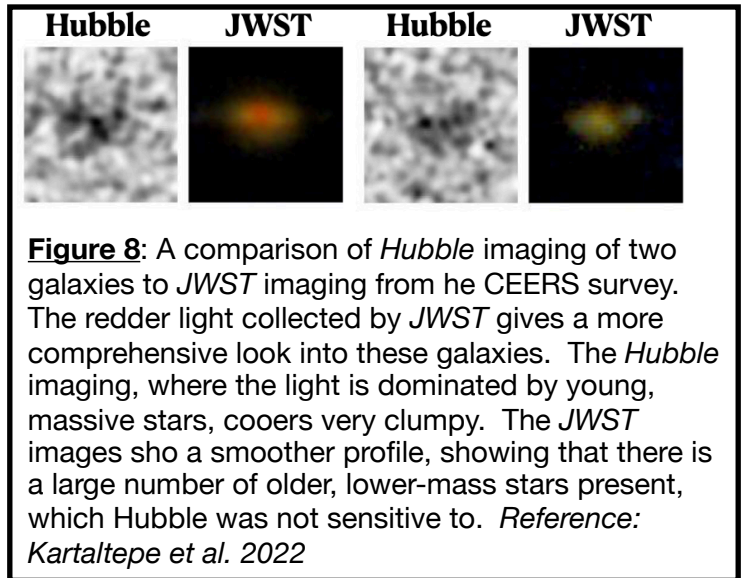 Hubble JWST Hubble JWST
Figure 8: A comparison of Hubble imaging of two
galaxies to JWST imaging from he CEERS survey.
The redder light collected by JWST gives a more
comprehensive look into these galaxies. The Hubble
imaging, where the light is dominated by young,
massive stars, cooers very clumpy. The JWST
images sho a smoother profile, showing that there is
a large number of older, lower-mass stars present,
which Hubble was not sensitive to. Reference:
Kartaltepe et al. 2022